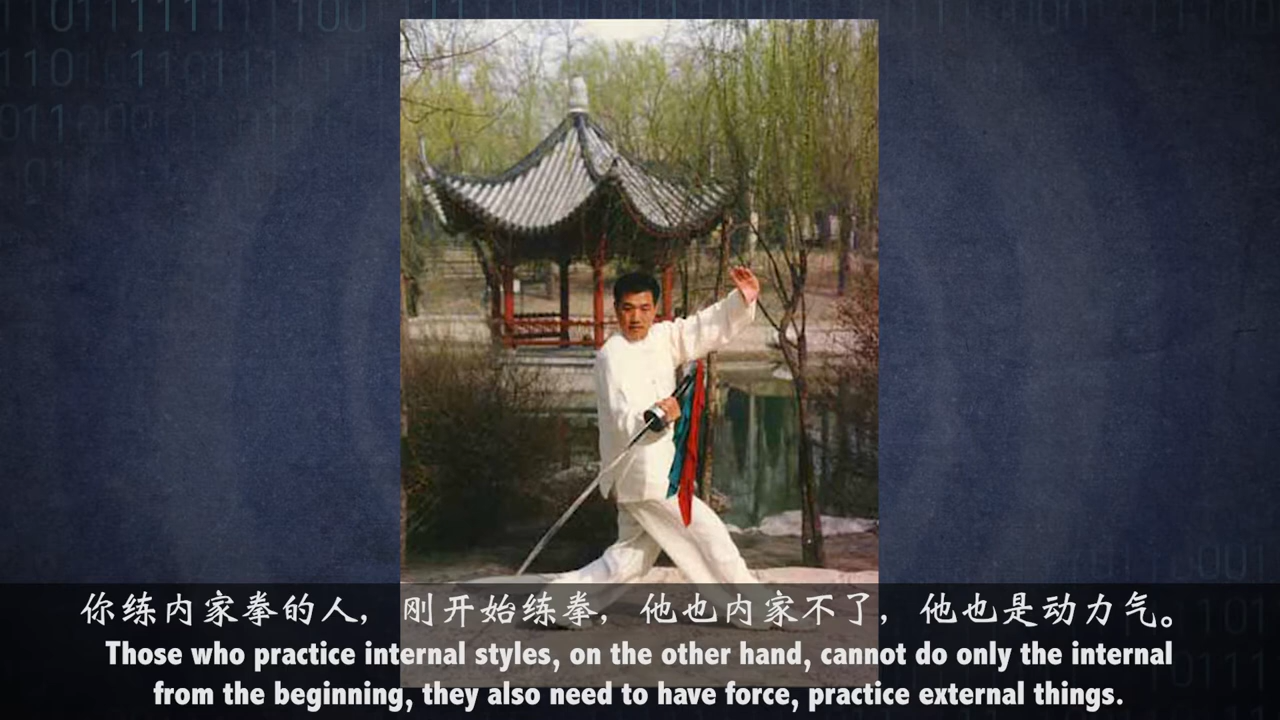 你练内家拳的人，刚开始练拳，他也内家不了，他也是动力气。
Those who practice internal styles, on the other hand, cannot do only the internal
from the beginning, they also need to have force, practice external things.